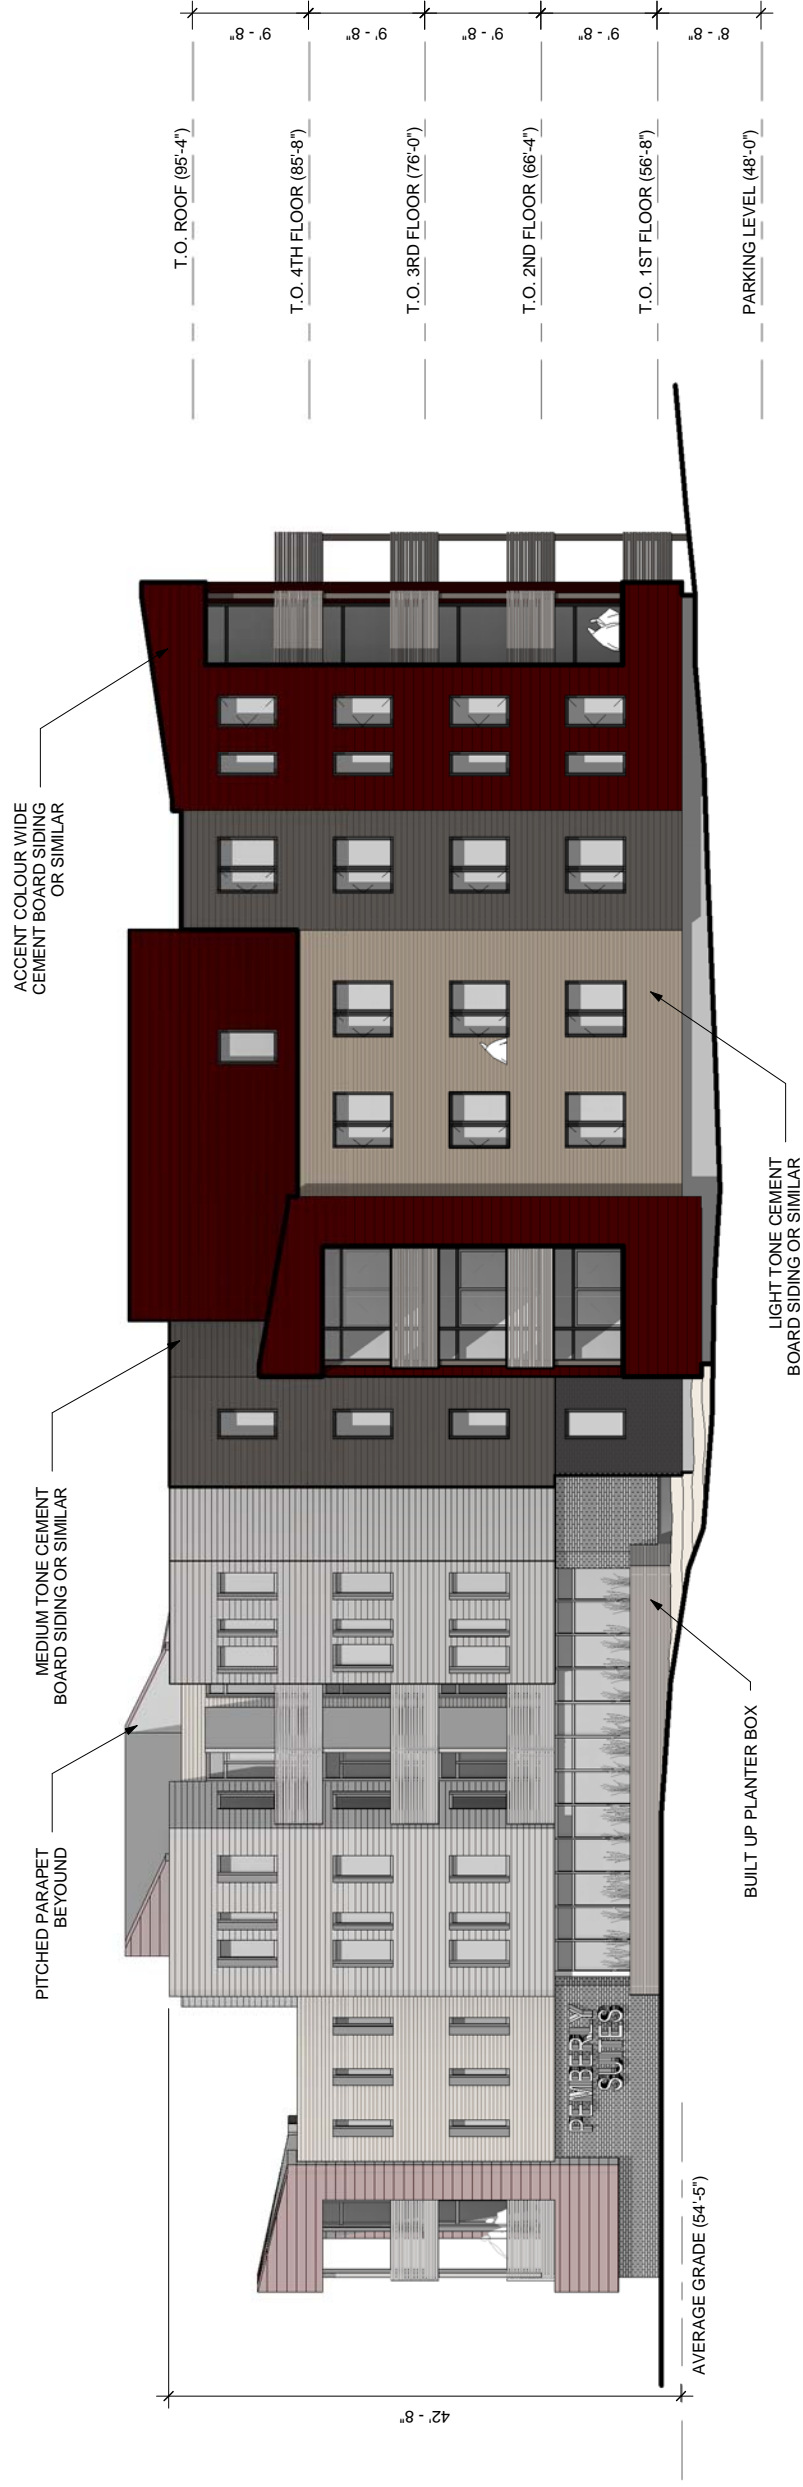 ACCENT COLOUR WIDE
CEMENT BOARD SIDING
OR SIMILAR
MEDIUM TONE CEMENT
BOARD SIDING OR SIMILAR
PITCHED PARAPET
BEYOUND
T.O. ROOF (95'-4")
9' - 8"
T.O. 4TH FLOOR (85'-8")
9' - 8"
T.O. 3RD FLOOR (76'-0")
9' - 8"
T.O. 2ND FLOOR (66'-4")
9' - 8"
T.O. 1ST FLOOR (56'-8")
8' - 8"
PARKING LEVEL (48'-0")
42' - 8"
PEMBERLY
SUITES
AVERAGE GRADE (54'-5")
BUILT UP PLANTER BOX
LIGHT TONE CEMENT
BOARD SIDING OR SIMILAR